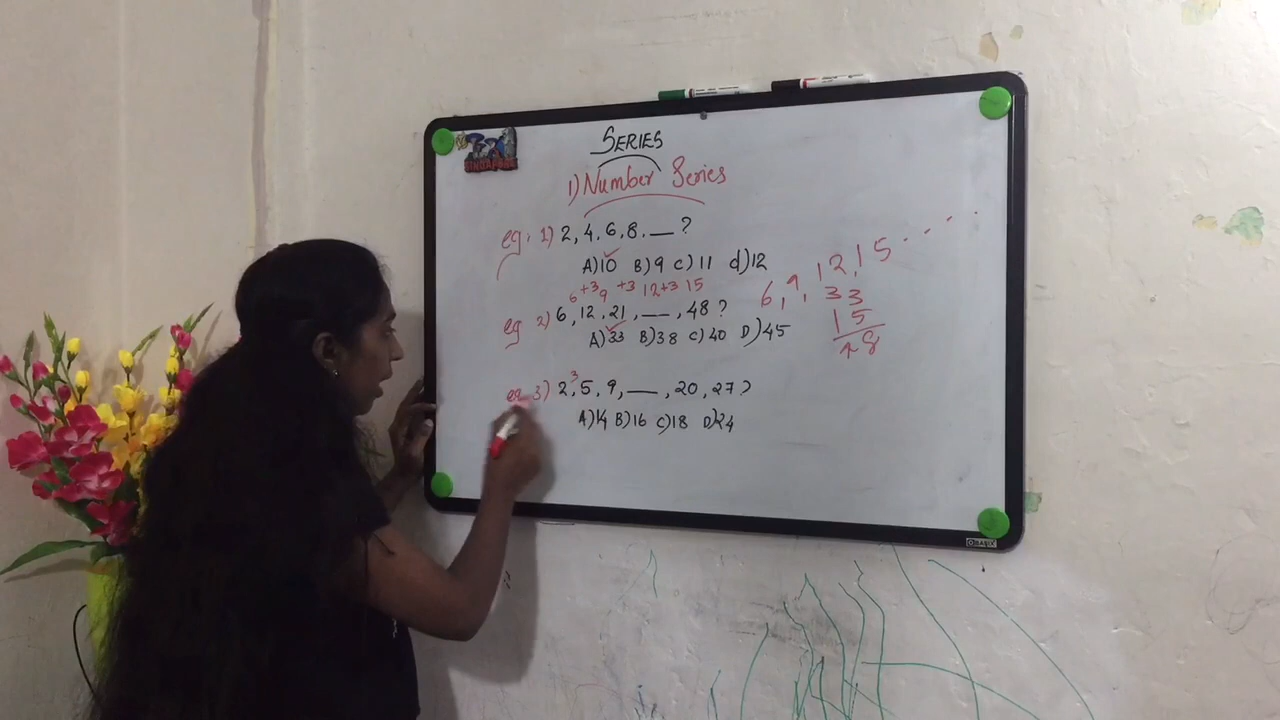 SINGAPORE
SERIES
1) Number Series
eg: 1) 2, 4, 6, 8, __ ?
A) 10 B) 9 C) 11 d) 12
6 +3 9 +3 12 +3 15
eg 2) 6, 12, 21, __, 48 ?
A) 33 B) 38 C) 40 D) 45
6, 9, 12, 15 . . . .
33
15
48
3
eg 3) 2, 5, 9, __, 20, 27 ?
A) 14 B) 16 C) 18 D) 24
OBASIX